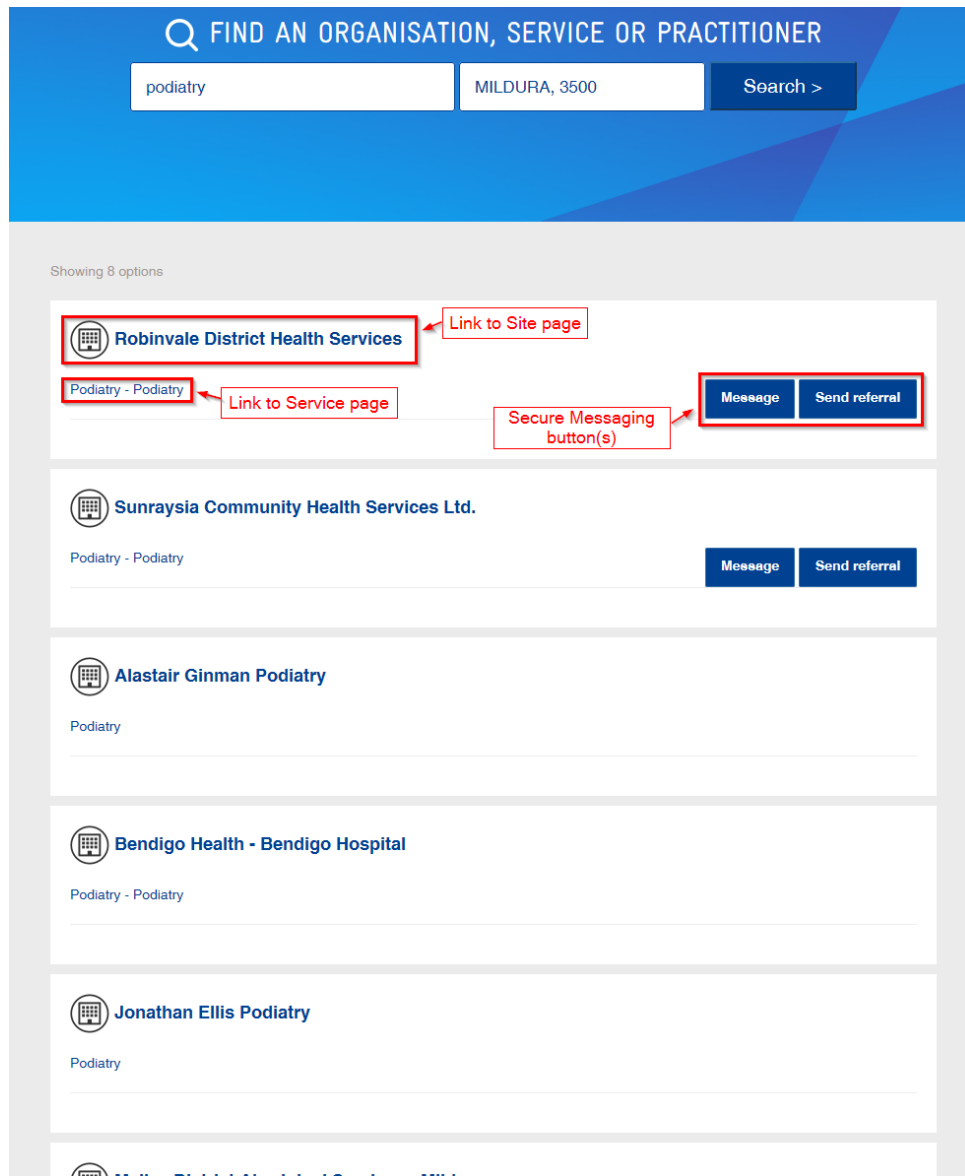 FIND AN ORGANISATION, SERVICE OR PRACTITIONER
podiatry
MILDURA, 3500
Search >
Showing 8 options
Robinvale District Health Services
Link to Site page
Podiatry - Podiatry
Link to Service page
Secure Messaging
button(s)
Message
Send referral
Sunraysia Community Health Services Ltd.
Podiatry - Podiatry
Message
Send referral
Alastair Ginman Podiatry
Podiatry
Bendigo Health - Bendigo Hospital
Podiatry - Podiatry
Jonathan Ellis Podiatry
Podiatry